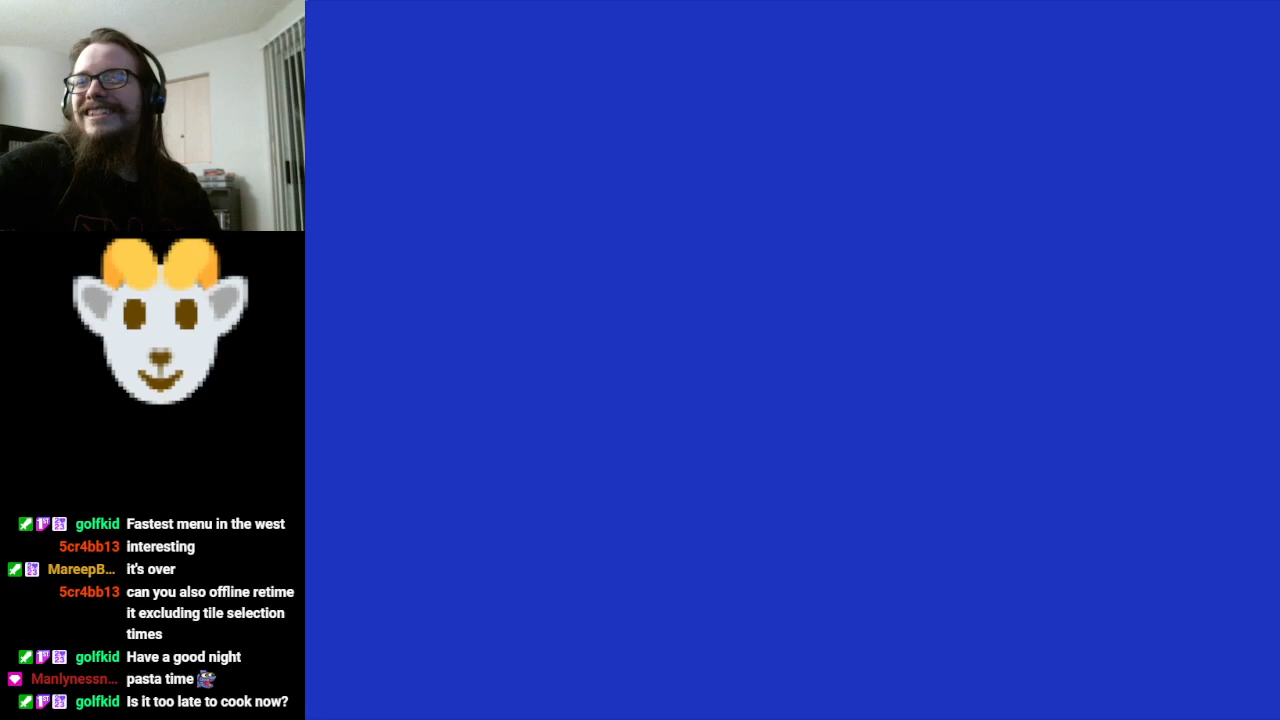 golfkid Fastest menu in the west
5cr4bb13 interesting
MareepB... it's over
5cr4bb13 can you also offline retime
it excluding tile selection
times
golfkid Have a good night
Manlynessn... pasta time
golfkid Is it too late to cook now?